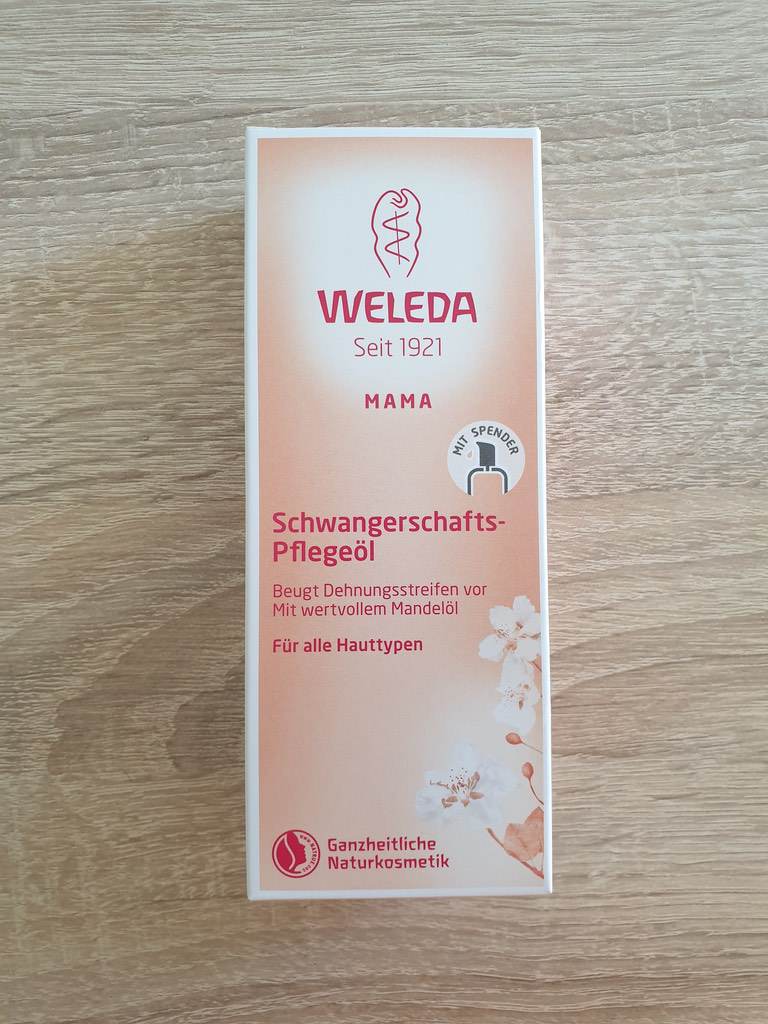 WELEDA
Seit 1921
MAMA
MIT SPENDER
Schwangerschafts-
Pflegeöl
Beugt Dehnungsstreifen vor
Mit wertvollem Mandelöl
Für alle Hauttypen
Ganzheitliche
Naturkosmetik